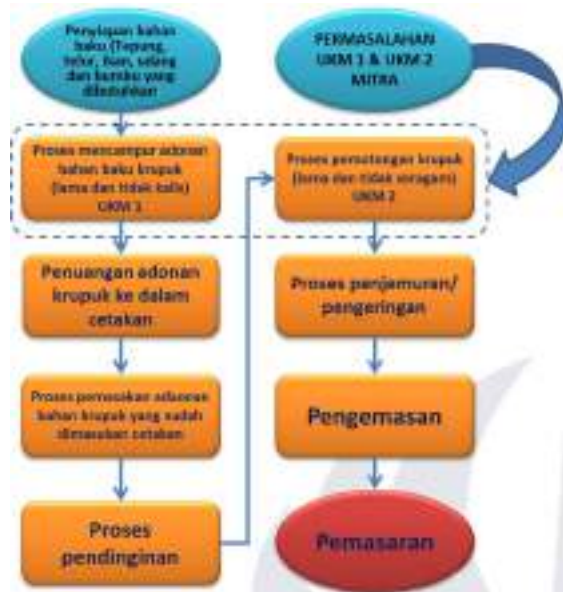 Penyiapan bahan
baku (Tepung,
telur, ikan, udang
dan bumbu yang
dibutuhkan
Proses mencampur adonan
bahan baku krupuk
(lama dan tidak kalis)
UKM 1
Penuangan adonan
krupuk ke dalam
cetakan
Proses pemasakan adaonan
bahan krupuk yang sudah
dimasukan cetakan
Proses
pendinginan
PERMASALAHAN
UKM 1 & UKM 2
MITRA
Proses pemotongan krupuk
(lama dan tidak seragam)
UKM 2
Proses penjemuran/
pengeringan
Pengemasan
Pemasaran